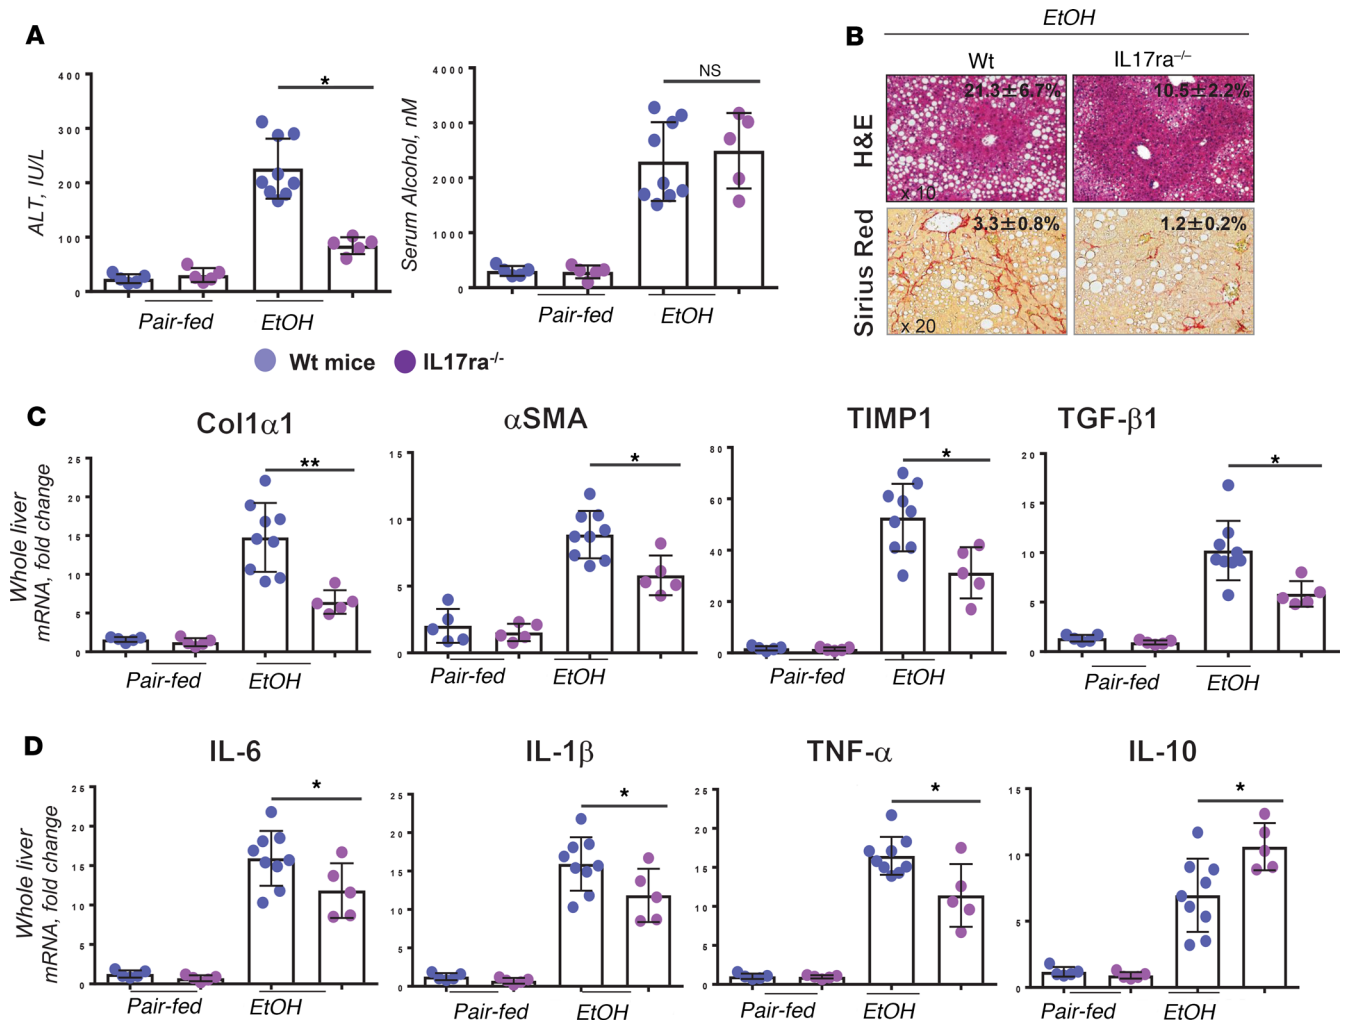 A
400
300
200
100
0
ALT, IU/L
*
Pair-fed
EtOH
4000
3000
2000
1000
0
Serum Alcohol, nM
NS
Pair-fed
EtOH
Wt mice
IL17ra-/-
B
EtOH
Wt
IL17ra–/–
H&E
21.3±6.7%
10.5±2.2%
x 10
Sirius Red
3.3±0.8%
1.2±0.2%
x 20
C
Whole liver
mRNA, fold change
Col1α1
25
20
15
10
5
0
**
Pair-fed
EtOH
αSMA
15
10
5
0
*
Pair-fed
EtOH
TIMP1
80
60
40
20
0
*
Pair-fed
EtOH
TGF-β1
20
15
10
5
0
*
Pair-fed
EtOH
D
Whole liver
mRNA, fold change
IL-6
25
20
15
10
5
0
*
Pair-fed
EtOH
IL-1β
25
20
15
10
5
0
*
Pair-fed
EtOH
TNF-α
25
20
15
10
5
0
*
Pair-fed
EtOH
IL-10
15
10
5
0
*
Pair-fed
EtOH